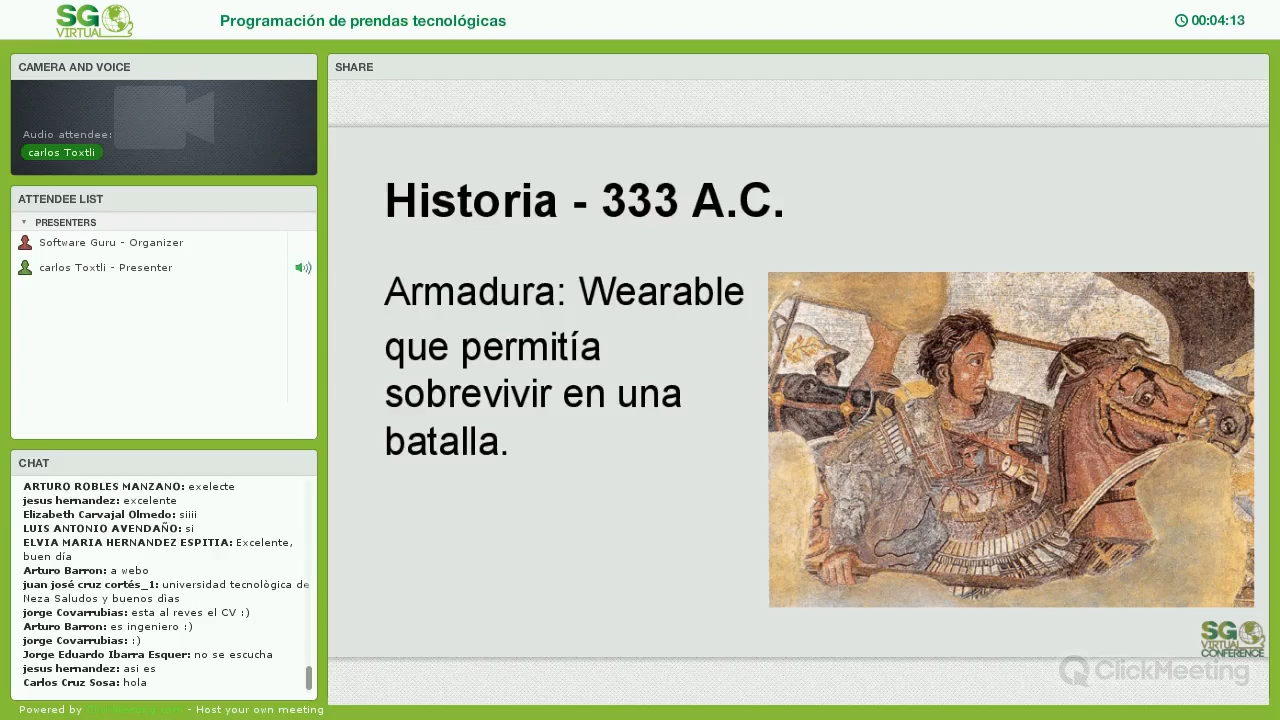 SG
VIRTUAL
Programación de prendas tecnológicas
00:04:13
CAMERA AND VOICE
Audio attendee:
carlos Toxtli
ATTENDEE LIST
PRESENTERS
Software Guru - Organizer
carlos Toxtli - Presenter
CHAT
ARTURO ROBLES MANZANO: exelecte
jesus hernandez: excelente
Elizabeth Carvajal Olmedo: siiii
LUIS ANTONIO AVENDAÑO: si
ELVIA MARIA HERNANDEZ ESPITIA: Excelente,
buen día
Arturo Barron: a webo
juan josé cruz cortés_1: universidad tecnològica de
Neza Saludos y buenos dìas
jorge Covarrubias: esta al reves el CV :)
Arturo Barron: es ingeniero :)
jorge Covarrubias: :)
Jorge Eduardo Ibarra Esquer: no se escucha
jesus hernandez: asi es
Carlos Cruz Sosa: hola
Powered by - Host your own meeting
SHARE
Historia - 333 A.C.
Armadura: Wearable
que permitía
sobrevivir en una
batalla.
SG
VIRTUAL
CONFERENCE
ClickMeeting